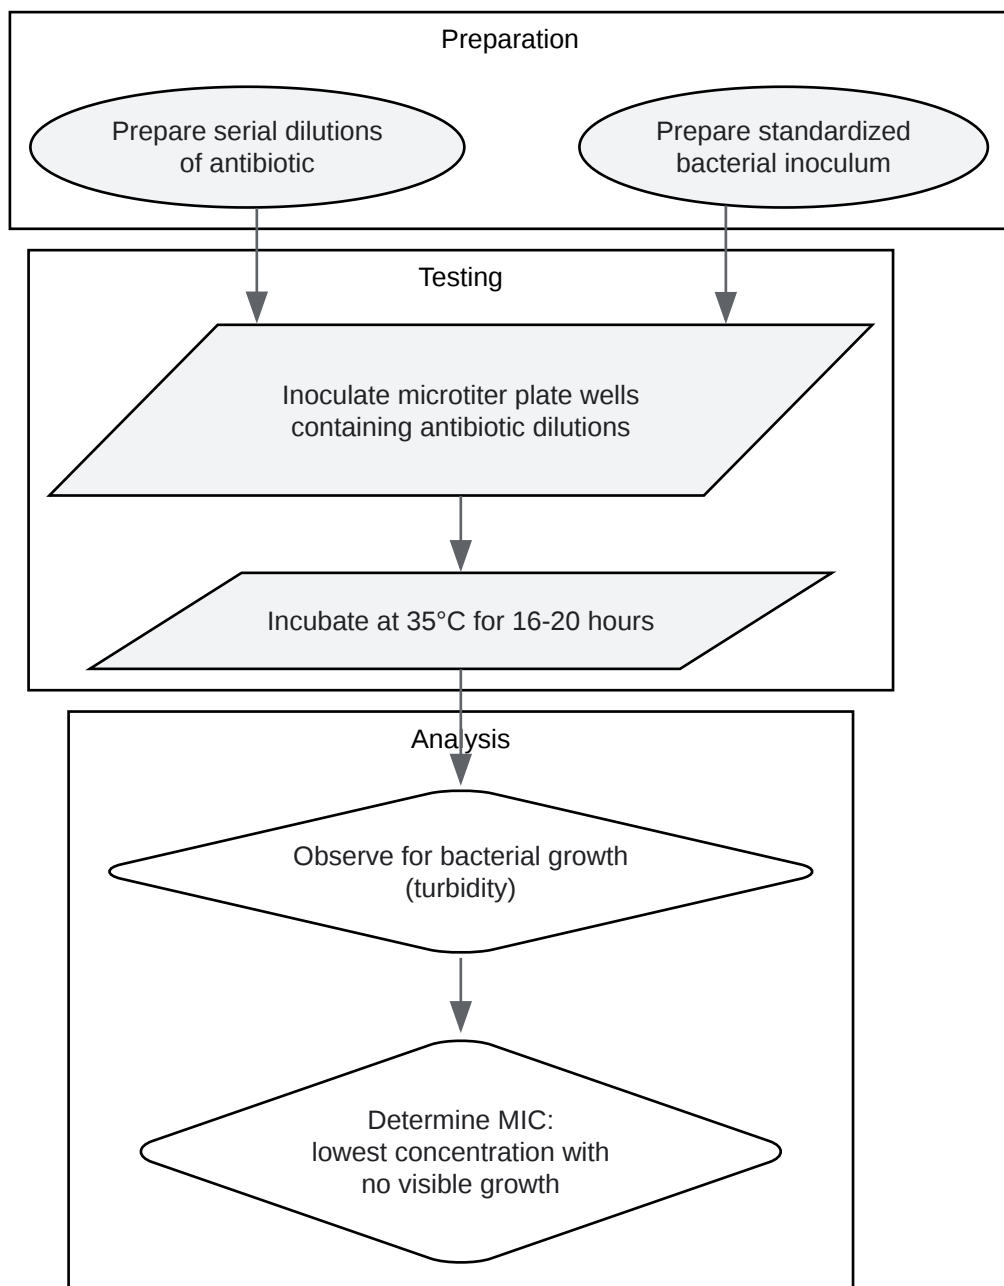 Preparation
Prepare serial dilutions
of antibiotic
Prepare standardized
bacterial inoculum
Testing
Inoculate microtiter plate wells
containing antibiotic dilutions
Incubate at 35°C for 16-20 hours
Analysis
Observe for bacterial growth
(turbidity)
Determine MIC:
lowest concentration with
no visible growth